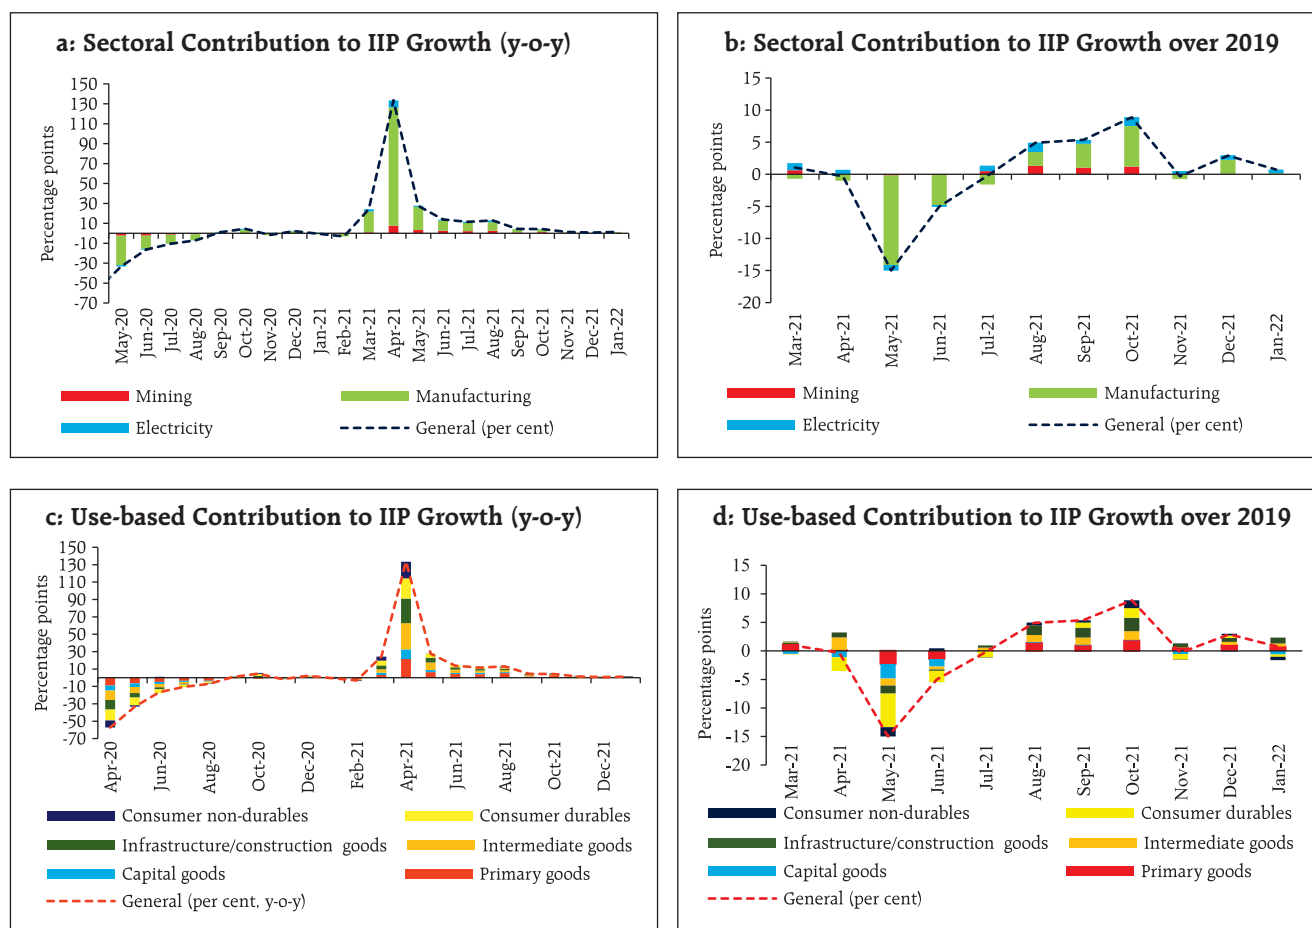 a: Sectoral Contribution to IIP Growth (y-o-y)
Percentage points
150
130
110
90
70
50
30
10
-10
-30
-50
-70
May-20
Jun-20
Jul-20
Aug-20
Sep-20
Oct-20
Nov-20
Dec-20
Jan-21
Feb-21
Mar-21
Apr-21
May-21
Jun-21
Jul-21
Aug-21
Sep-21
Oct-21
Nov-21
Dec-21
Jan-22
Mining
Manufacturing
Electricity
General (per cent)
b: Sectoral Contribution to IIP Growth over 2019
Percentage points
15
10
5
0
-5
-10
-15
-20
Mar-21
Apr-21
May-21
Jun-21
Jul-21
Aug-21
Sep-21
Oct-21
Nov-21
Dec-21
Jan-22
Mining
Manufacturing
Electricity
General (per cent)
c: Use-based Contribution to IIP Growth (y-o-y)
Percentage points
150
130
110
90
70
50
30
10
-10
-30
-50
-70
Apr-20
Jun-20
Aug-20
Oct-20
Dec-20
Feb-21
Apr-21
Jun-21
Aug-21
Oct-21
Dec-21
Consumer non-durables
Consumer durables
Infrastructure/construction goods
Intermediate goods
Capital goods
Primary goods
General (per cent, y-o-y)
d: Use-based Contribution to IIP Growth over 2019
Percentage points
15
10
5
0
-5
-10
-15
-20
Mar-21
Apr-21
May-21
Jun-21
Jul-21
Aug-21
Sep-21
Oct-21
Nov-21
Dec-21
Jan-22
Consumer non-durables
Consumer durables
Infrastructure/construction goods
Intermediate goods
Capital goods
Primary goods
General (per cent)